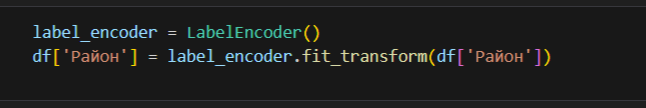 label_encoder = LabelEncoder()
df['Район'] = label_encoder.fit_transform(df['Район'])